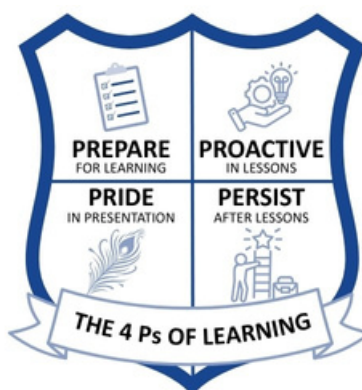 PREPARE
FOR LEARNING
PROACTIVE
IN LESSONS
PRIDE
IN PRESENTATION
PERSIST
AFTER LESSONS
THE 4 Ps OF LEARNING